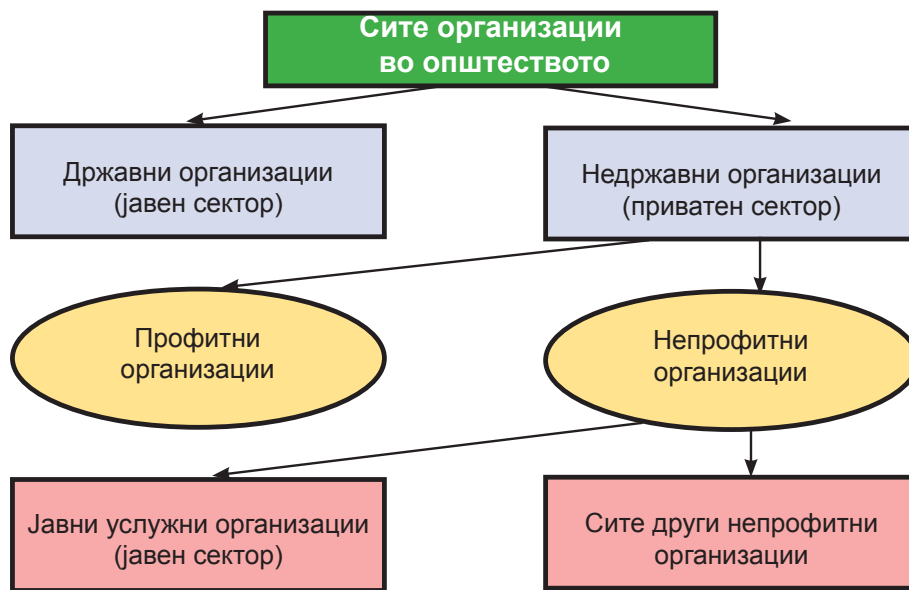 Сите организации
во општеството
Државни организации
(јавен сектор)
Недржавни организации
(приватен сектор)
Профитни
организации
Непрофитни
организации
Јавни услужни организации
(јавен сектор)
Сите други непрофитни
организации